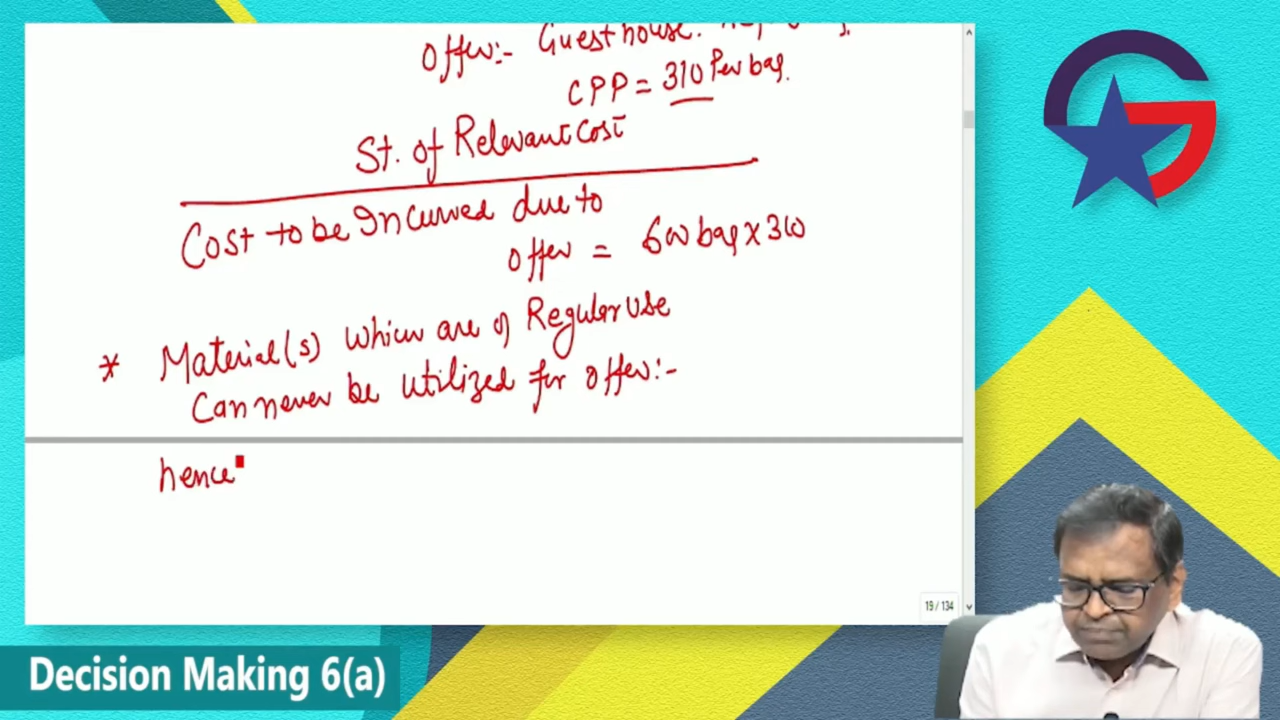 Offer:- Guest house.
CPP = 310 Per bag.
St. of Relevant Cost
Cost to be Incurred due to
offer = 600 bag x 310
* Material(s) which are of Regular use
Can never be utilized for offer:-
hence
19 / 134
Decision Making 6(a)